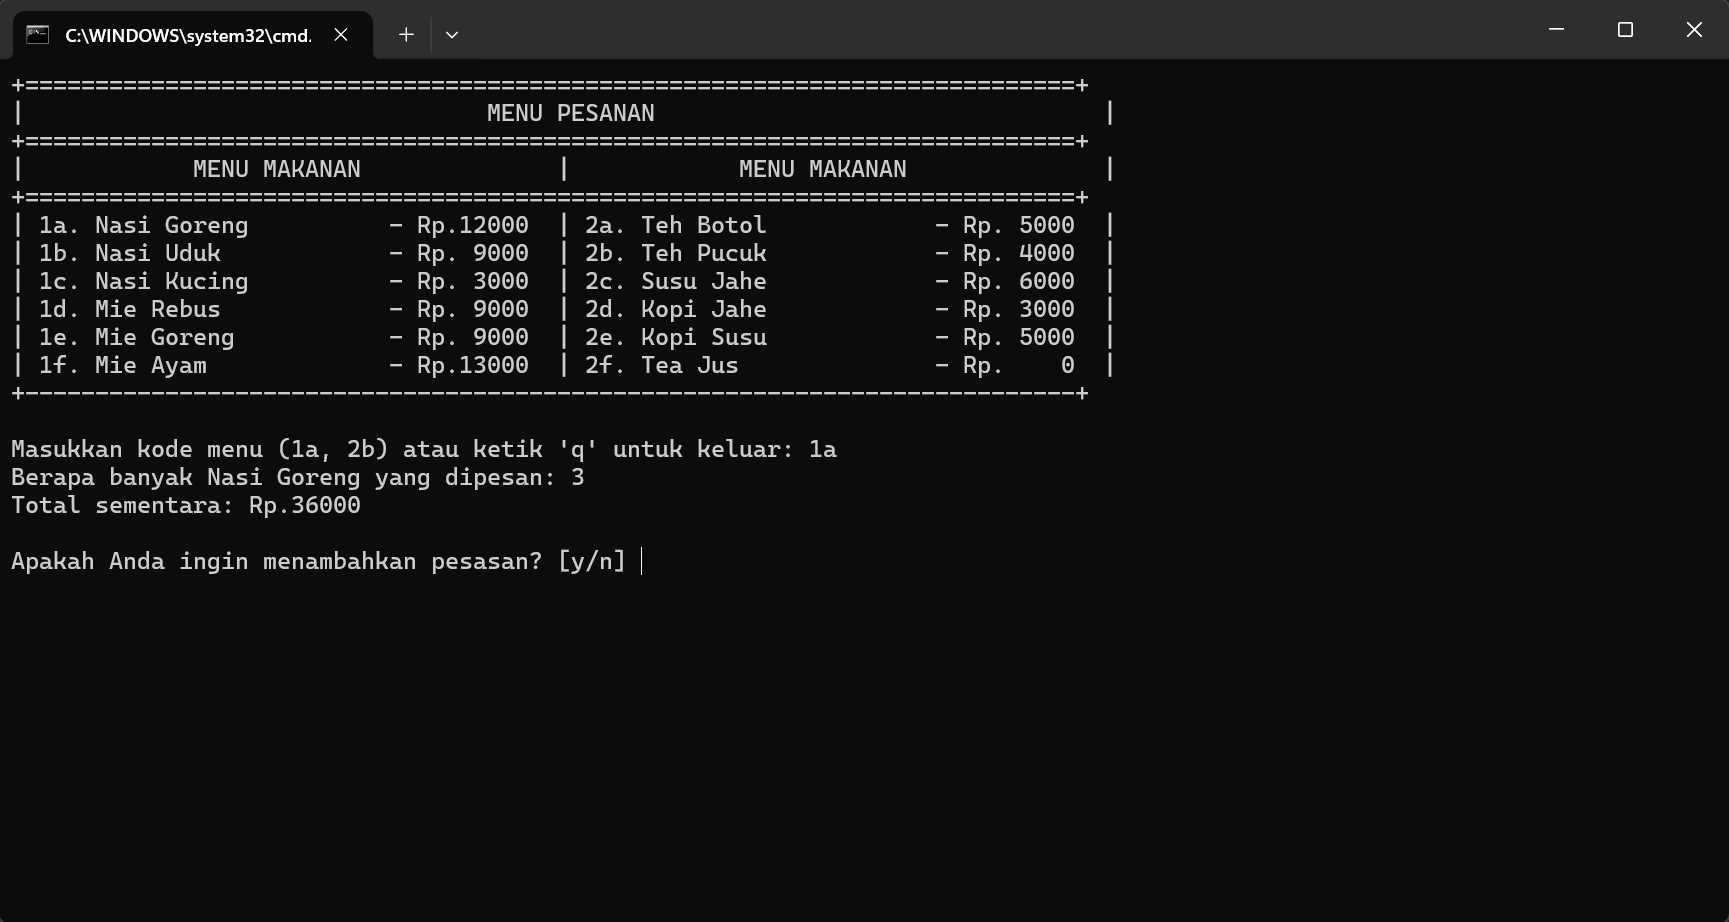 C:\WINDOWS\system32\cmd.
+===========================================================================+
|                                 MENU PESANAN                                |
+===========================================================================+
|            MENU MAKANAN              |            MENU MAKANAN              |
+===========================================================================+
| 1a. Nasi Goreng          - Rp.12000  | 2a. Teh Botol            - Rp. 5000  |
| 1b. Nasi Uduk            - Rp. 9000  | 2b. Teh Pucuk            - Rp. 4000  |
| 1c. Nasi Kucing          - Rp. 3000  | 2c. Susu Jahe            - Rp. 6000  |
| 1d. Mie Rebus            - Rp. 9000  | 2d. Kopi Jahe            - Rp. 3000  |
| 1e. Mie Goreng           - Rp. 9000  | 2e. Kopi Susu            - Rp. 5000  |
| 1f. Mie Ayam             - Rp.13000  | 2f. Tea Jus              - Rp.    0  |
+---------------------------------------------------------------------------+
Masukkan kode menu (1a, 2b) atau ketik 'q' untuk keluar: 1a
Berapa banyak Nasi Goreng yang dipesan: 3
Total sementara: Rp.36000
Apakah Anda ingin menambahkan pesasan? [y/n]